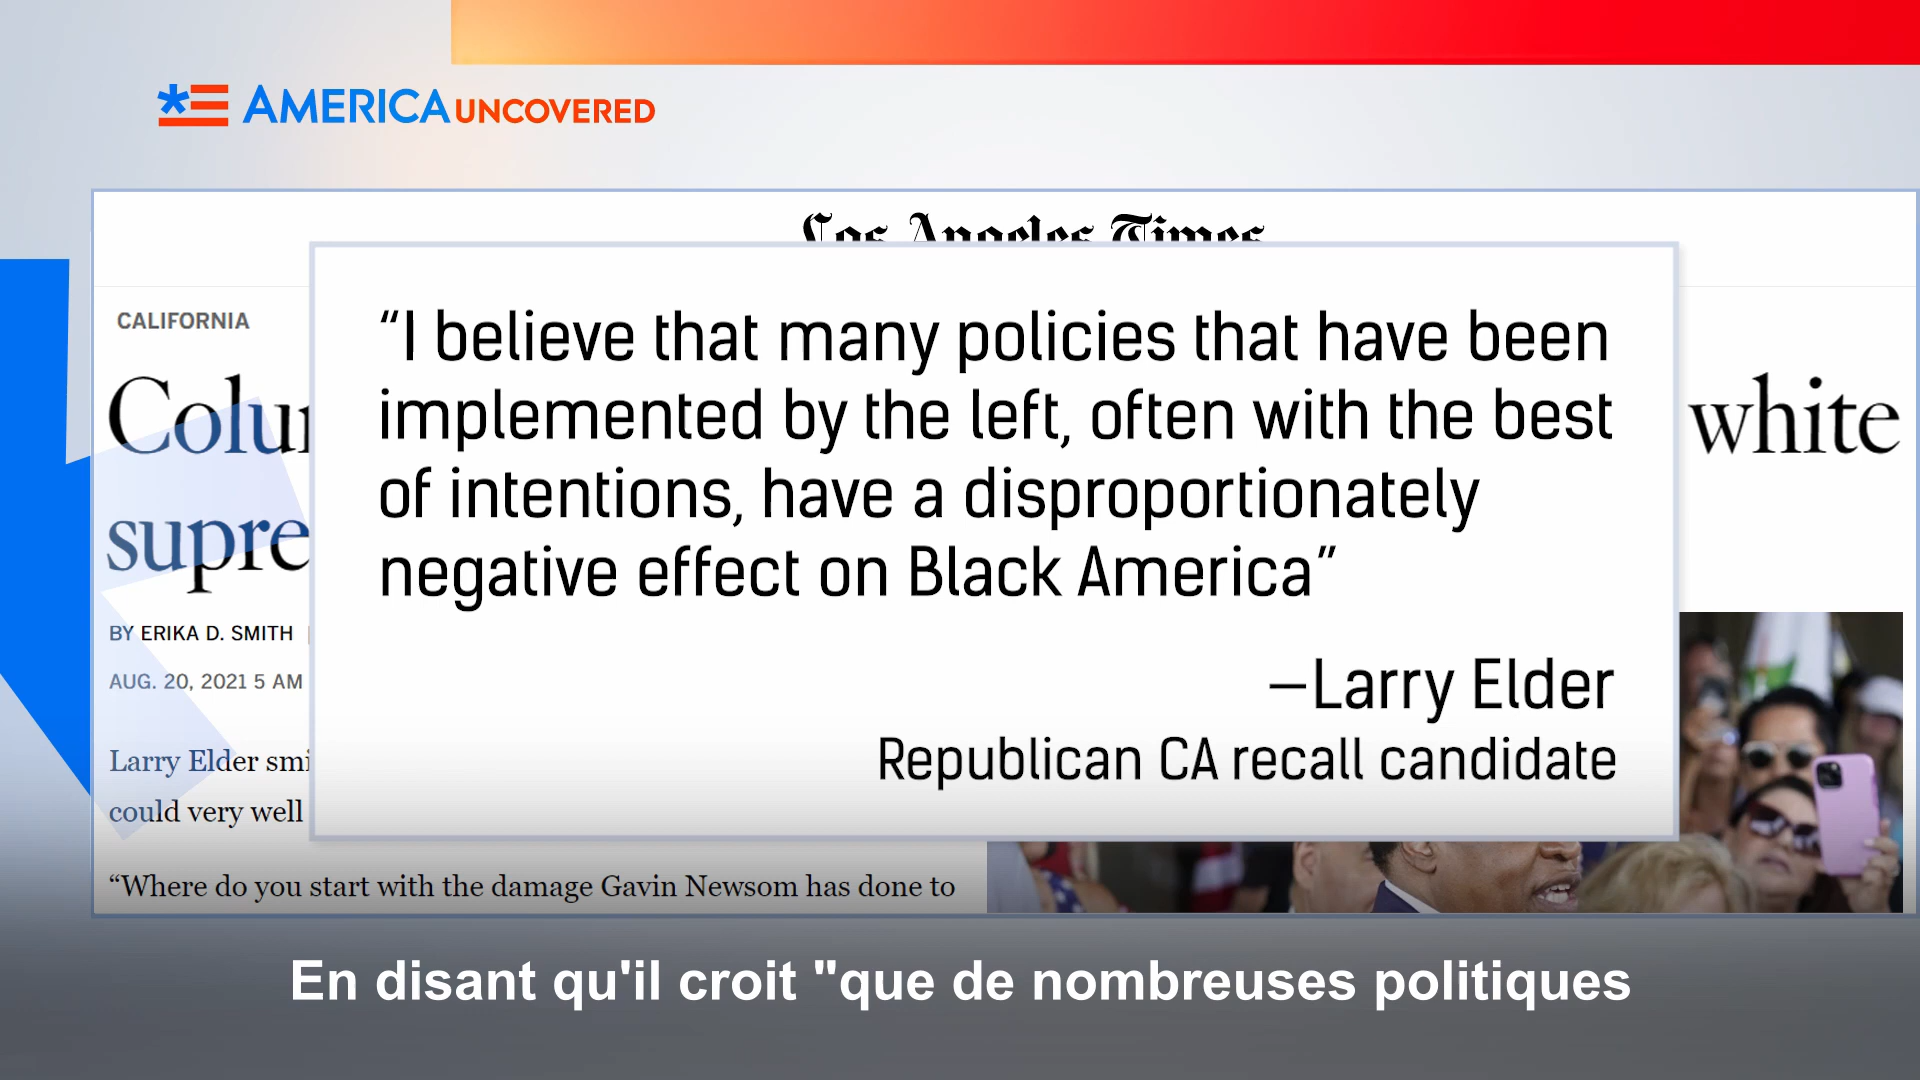 AMERICA UNCOVERED
Los Angeles Times
CALIFORNIA
white
“I believe that many policies that have been
implemented by the left, often with the best
of intentions, have a disproportionately
negative effect on Black America”
—Larry Elder
Republican CA recall candidate
BY ERIKA D. SMITH
AUG. 20, 2021 5 AM
Larry Elder
could very well
“Where do you start with the damage Gavin Newsom has done to
En disant qu'il croit "que de nombreuses politiques